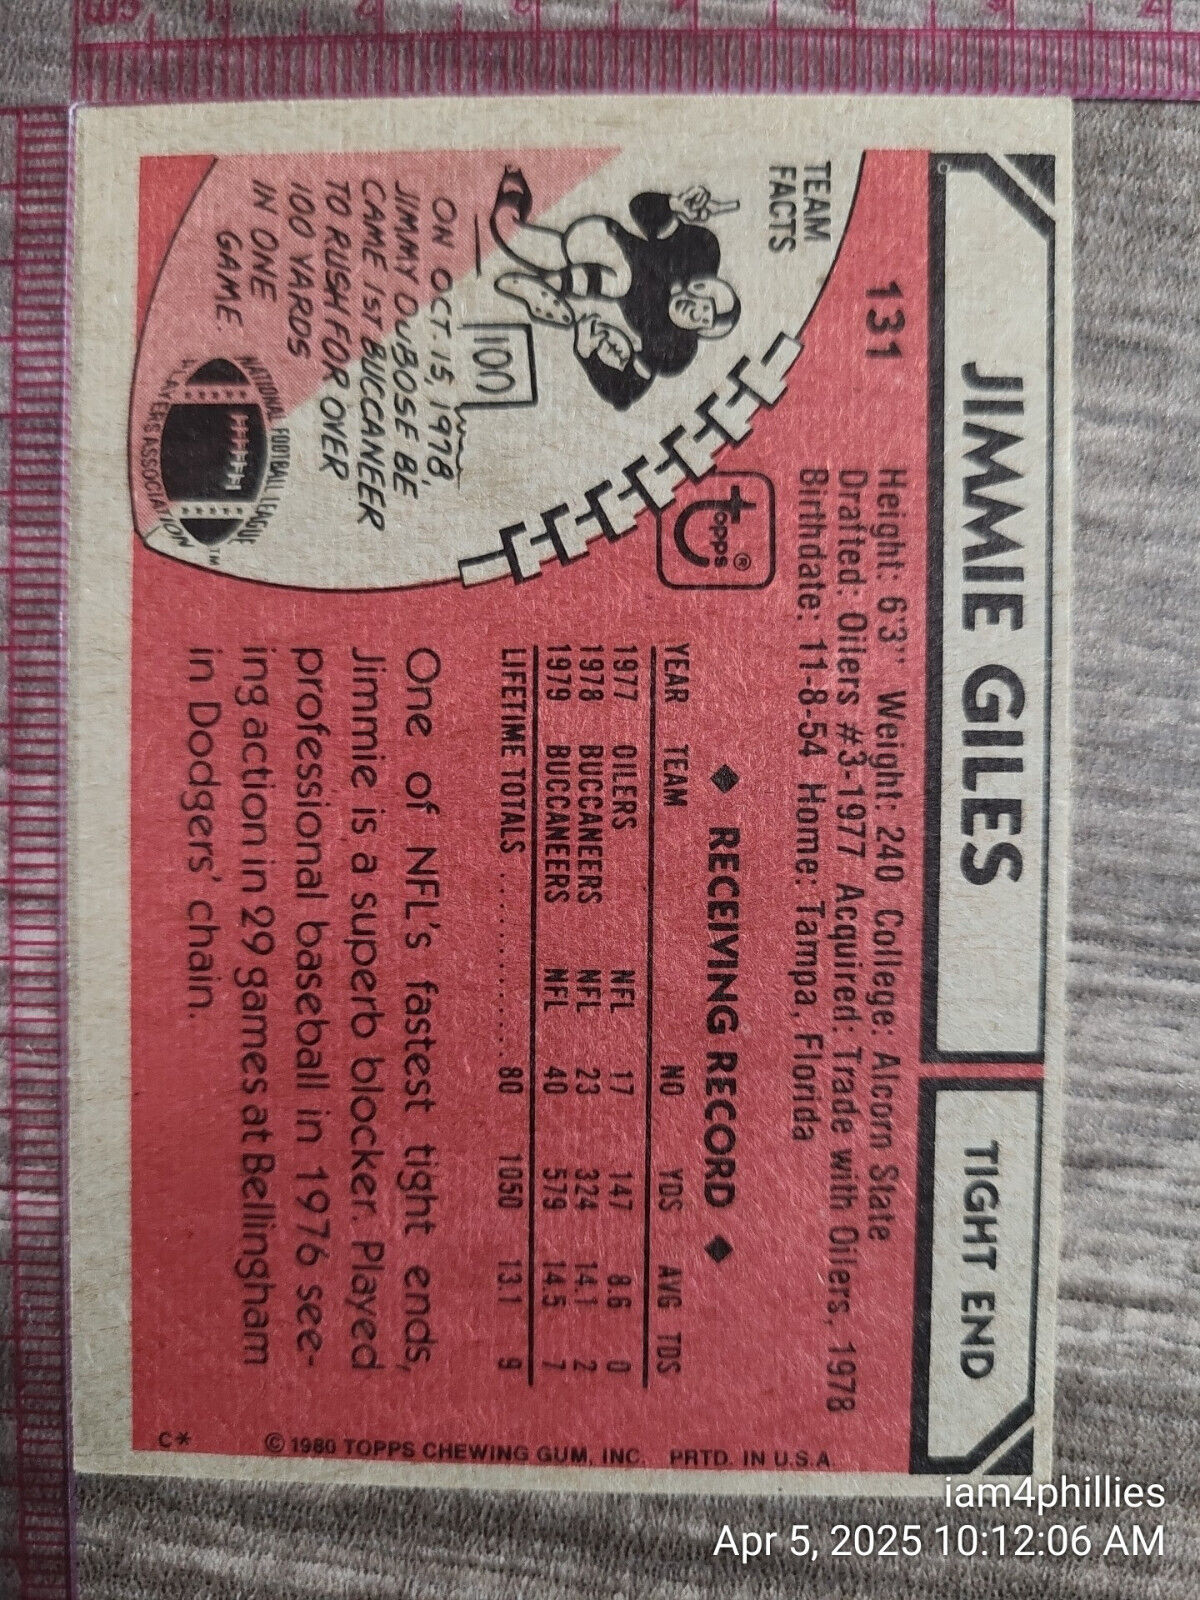 JIMMIE GILES
TIGHT END
131
Height: 6'3" Weight: 240 College: Alcorn State
Drafted: Oilers #3-1977 Acquired: Trade with Oilers, 1978
Birthdate: 11-8-54 Home: Tampa, Florida
TEAM
FACTS
100
ON OCT. 15, 1978,
JIMMY DuBOSE BE
CAME 1ST BUCCANEER
TO RUSH FOR OVER
100 YARDS
IN ONE
GAME.
NATIONAL FOOTBALL LEAGUE
PLAYERS ASSOCIATION
TM
topps®
◆ RECEIVING RECORD ◆
YEAR TEAM NO YDS AVG TDS
1977 OILERS NFL 17 147 8.6 0
1978 BUCCANEERS NFL 23 324 14.1 2
1979 BUCCANEERS NFL 40 579 14.5 7
LIFETIME TOTALS .......... 80 1050 13.1 9
One of NFL's fastest tight ends,
Jimmie is a superb blocker. Played
professional baseball in 1976 see-
ing action in 29 games at Bellingham
in Dodgers' chain.
C* © 1980 TOPPS CHEWING GUM, INC. PRTD. IN U.S.A
iam4phillies
Apr 5, 2025 10:12:06 AM